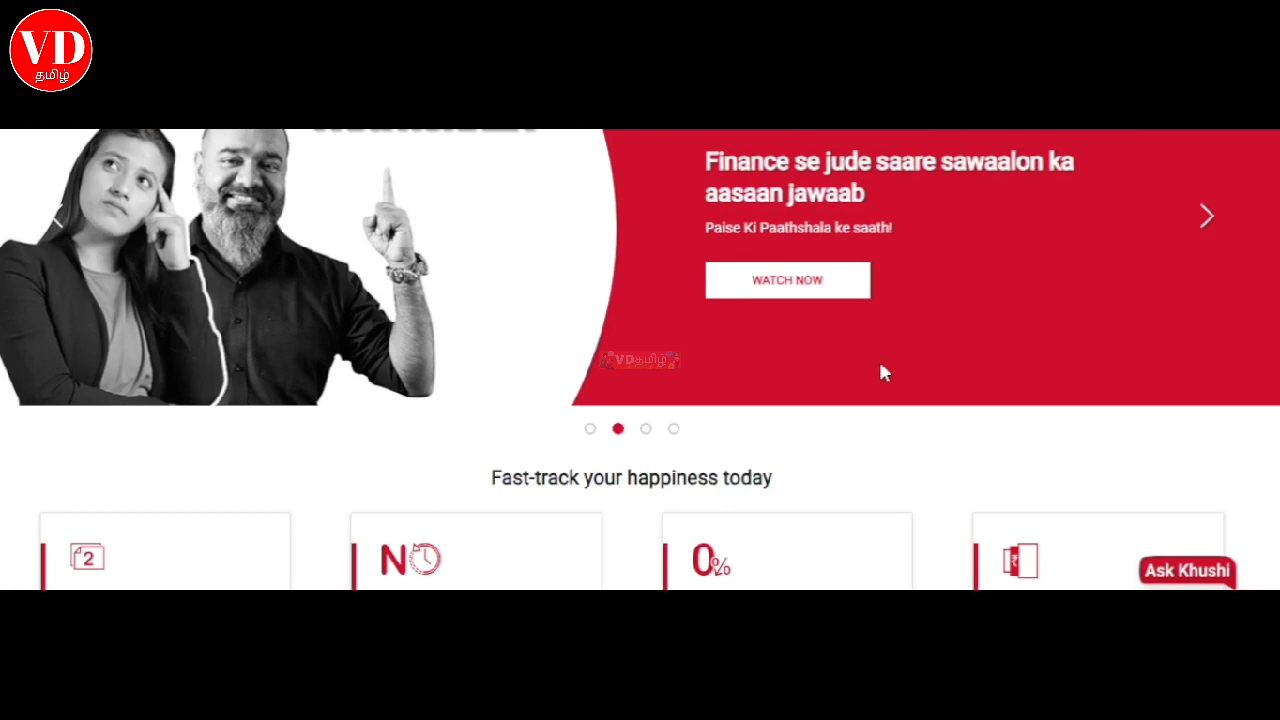 VD
தமிழ்
Finance se jude saare sawaalon ka
aasaan jawaab
Paise Ki Paathshala ke saath!
WATCH NOW
VDதமிழ்
Fast-track your happiness today
2
N
0%
₹
Ask Khushi